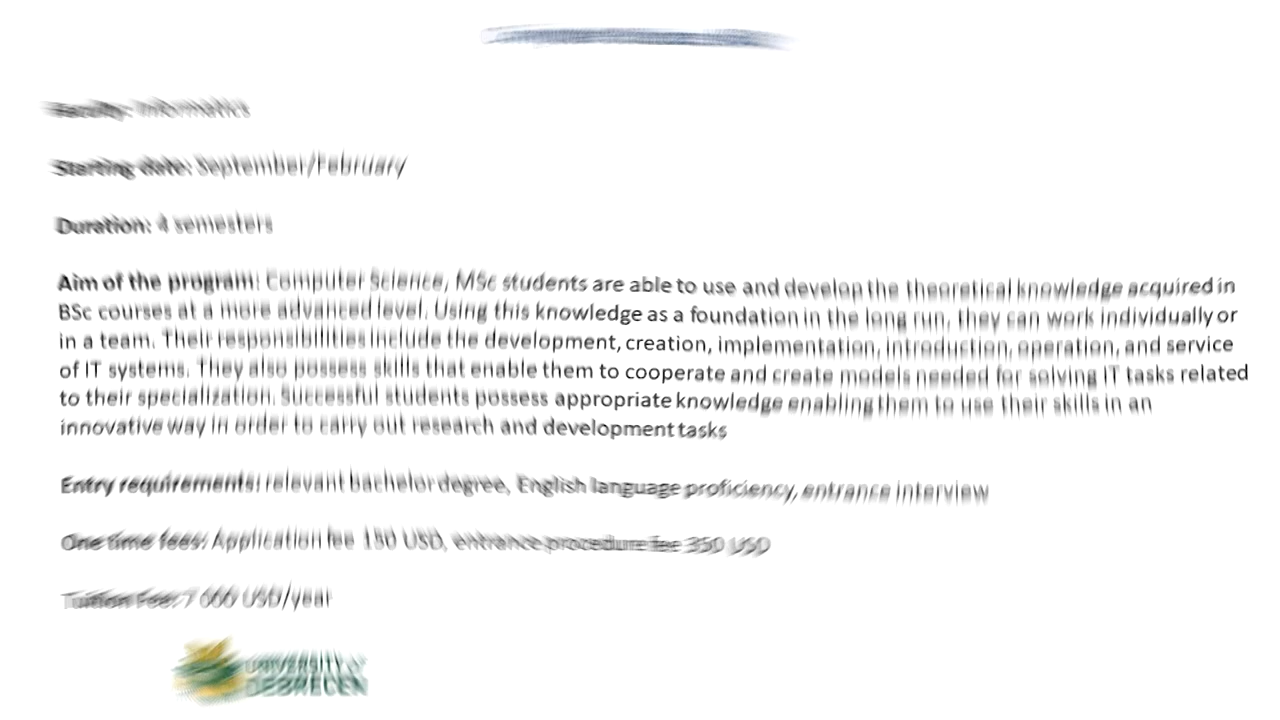 Faculty: Informatics
Starting date: September/February
Duration: 4 semesters
Aim of the program: Computer Science, MSc students are able to use and develop the theoretical knowledge acquired in
BSc courses at a more advanced level. Using this knowledge as a foundation in the long run, they can work individually or
in a team. Their responsibilities include the development, creation, implementation, introduction, operation, and service
of IT systems. They also possess skills that enable them to cooperate and create models needed for solving IT tasks related
to their specialization. Successful students possess appropriate knowledge enabling them to use their skills in an
innovative way in order to carry out research and development tasks
Entry requirements: relevant bachelor degree, English language proficiency, entrance interview
One time fees: Application fee 150 USD, entrance procedure fee 350 USD
Tuition Fee: 000 USD/year
UNIVERSITY of
DEBRECEN